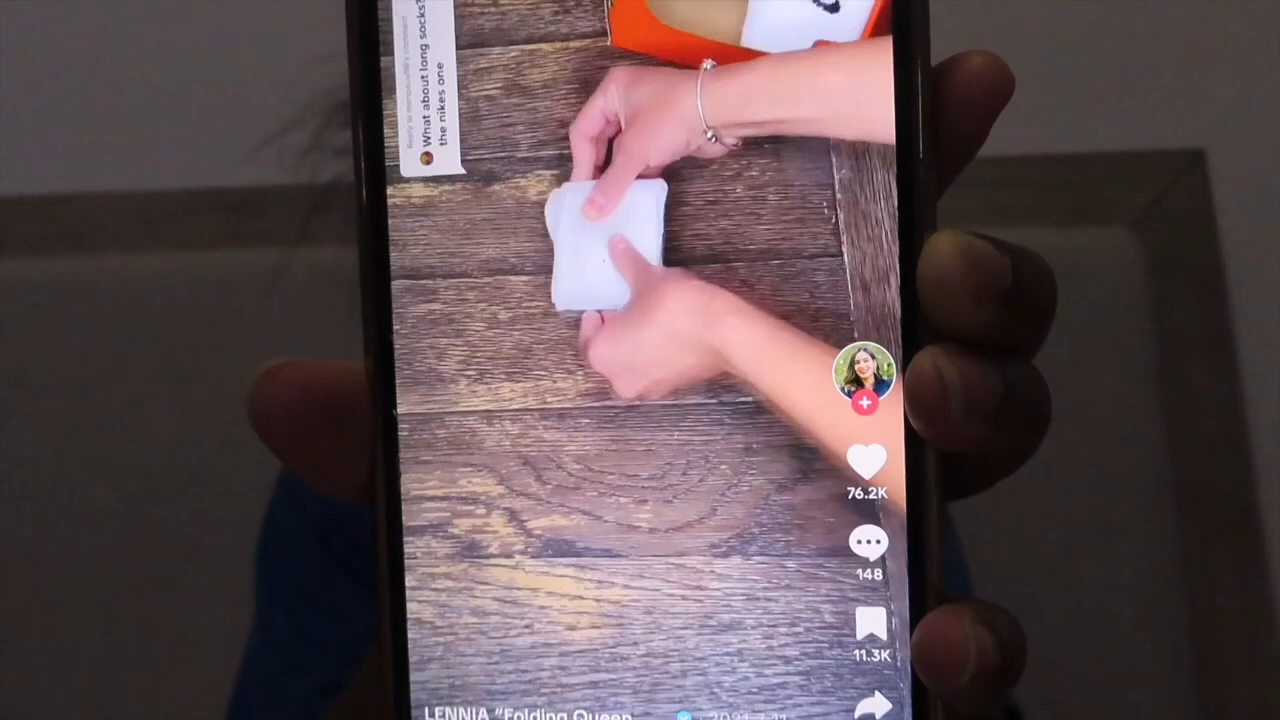 What about long socks?
the nikes one
76.2K
148
11.3K
LENNIA “Folding Queen